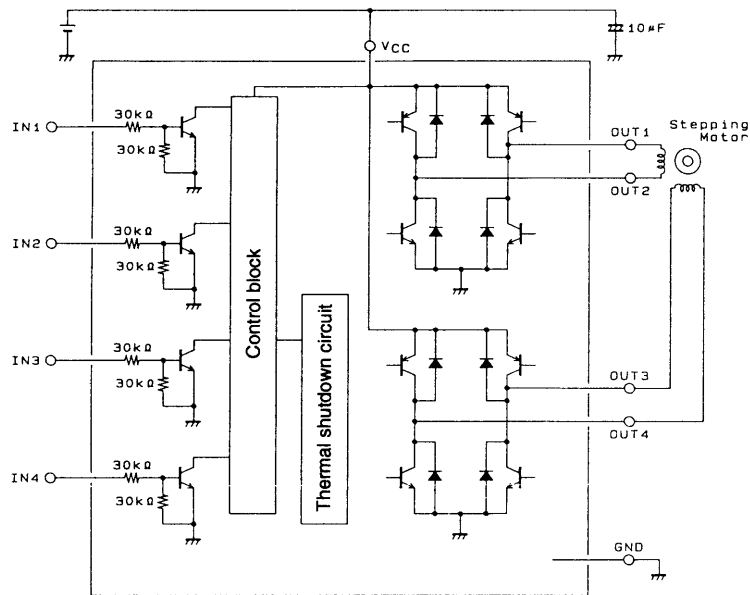 10μF
VCC
30kΩ
IN1
30kΩ
OUT1
Stepping
Motor
OUT2
30kΩ
IN2
30kΩ
Control block
Thermal shutdown circuit
30kΩ
IN3
30kΩ
OUT3
OUT4
30kΩ
IN4
30kΩ
GND